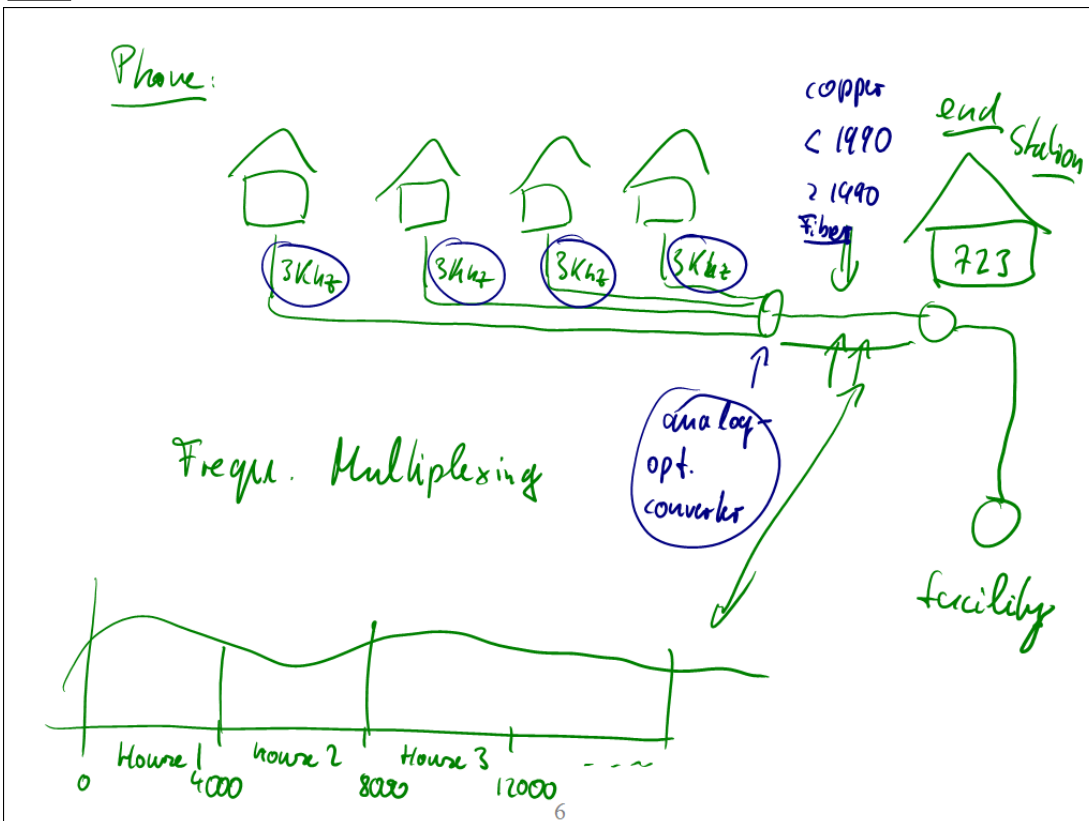 Phone:
copper
< 1990
≥ 1990
Fiber
end
Station
723
3Khz
3Khz
3Khz
3Khz
analog-
opt.
converter
Frequ. Multiplexing
facility
House 1
house 2
House 3
0
4000
8000
12000
6